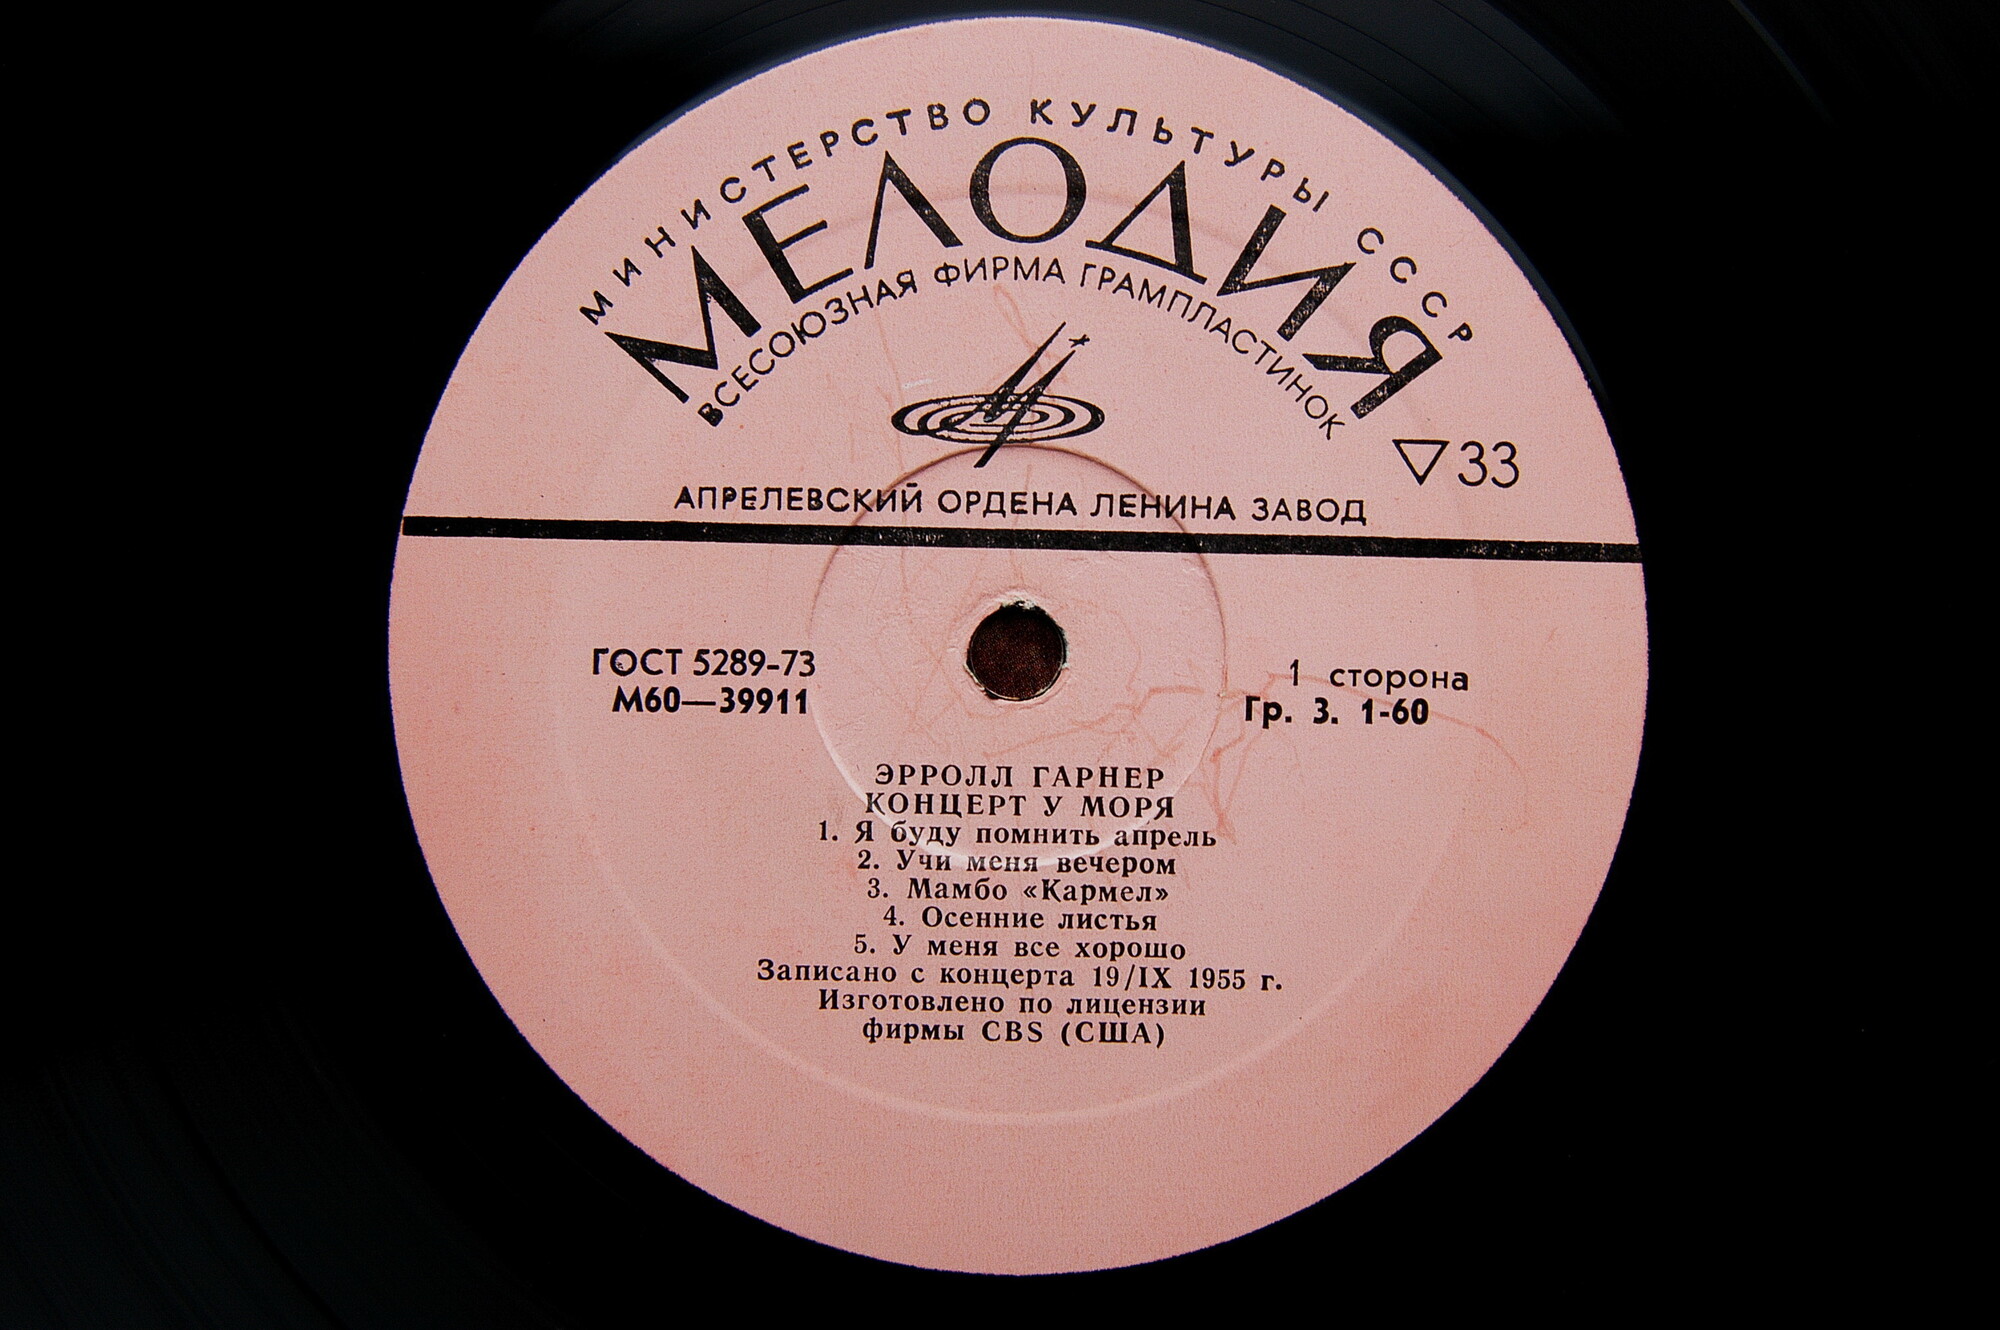 МИНИСТЕРСТВО КУЛЬТУРЫ СССР
МЕЛОДИЯ
ВСЕСОЮЗНАЯ ФИРМА ГРАМПЛАСТИНОК
▽33
АПРЕЛЕВСКИЙ ОРДЕНА ЛЕНИНА ЗАВОД
ГОСТ 5289-73
М60—39911
1 сторона
Гр. 3. 1-60
ЭРРОЛЛ ГАРНЕР
КОНЦЕРТ У МОРЯ
1. Я буду помнить апрель
2. Учи меня вечером
3. Мамбо «Кармел»
4. Осенние листья
5. У меня все хорошо
Записано с концерта 19/IX 1955 г.
Изготовлено по лицензии
фирмы CBS (США)